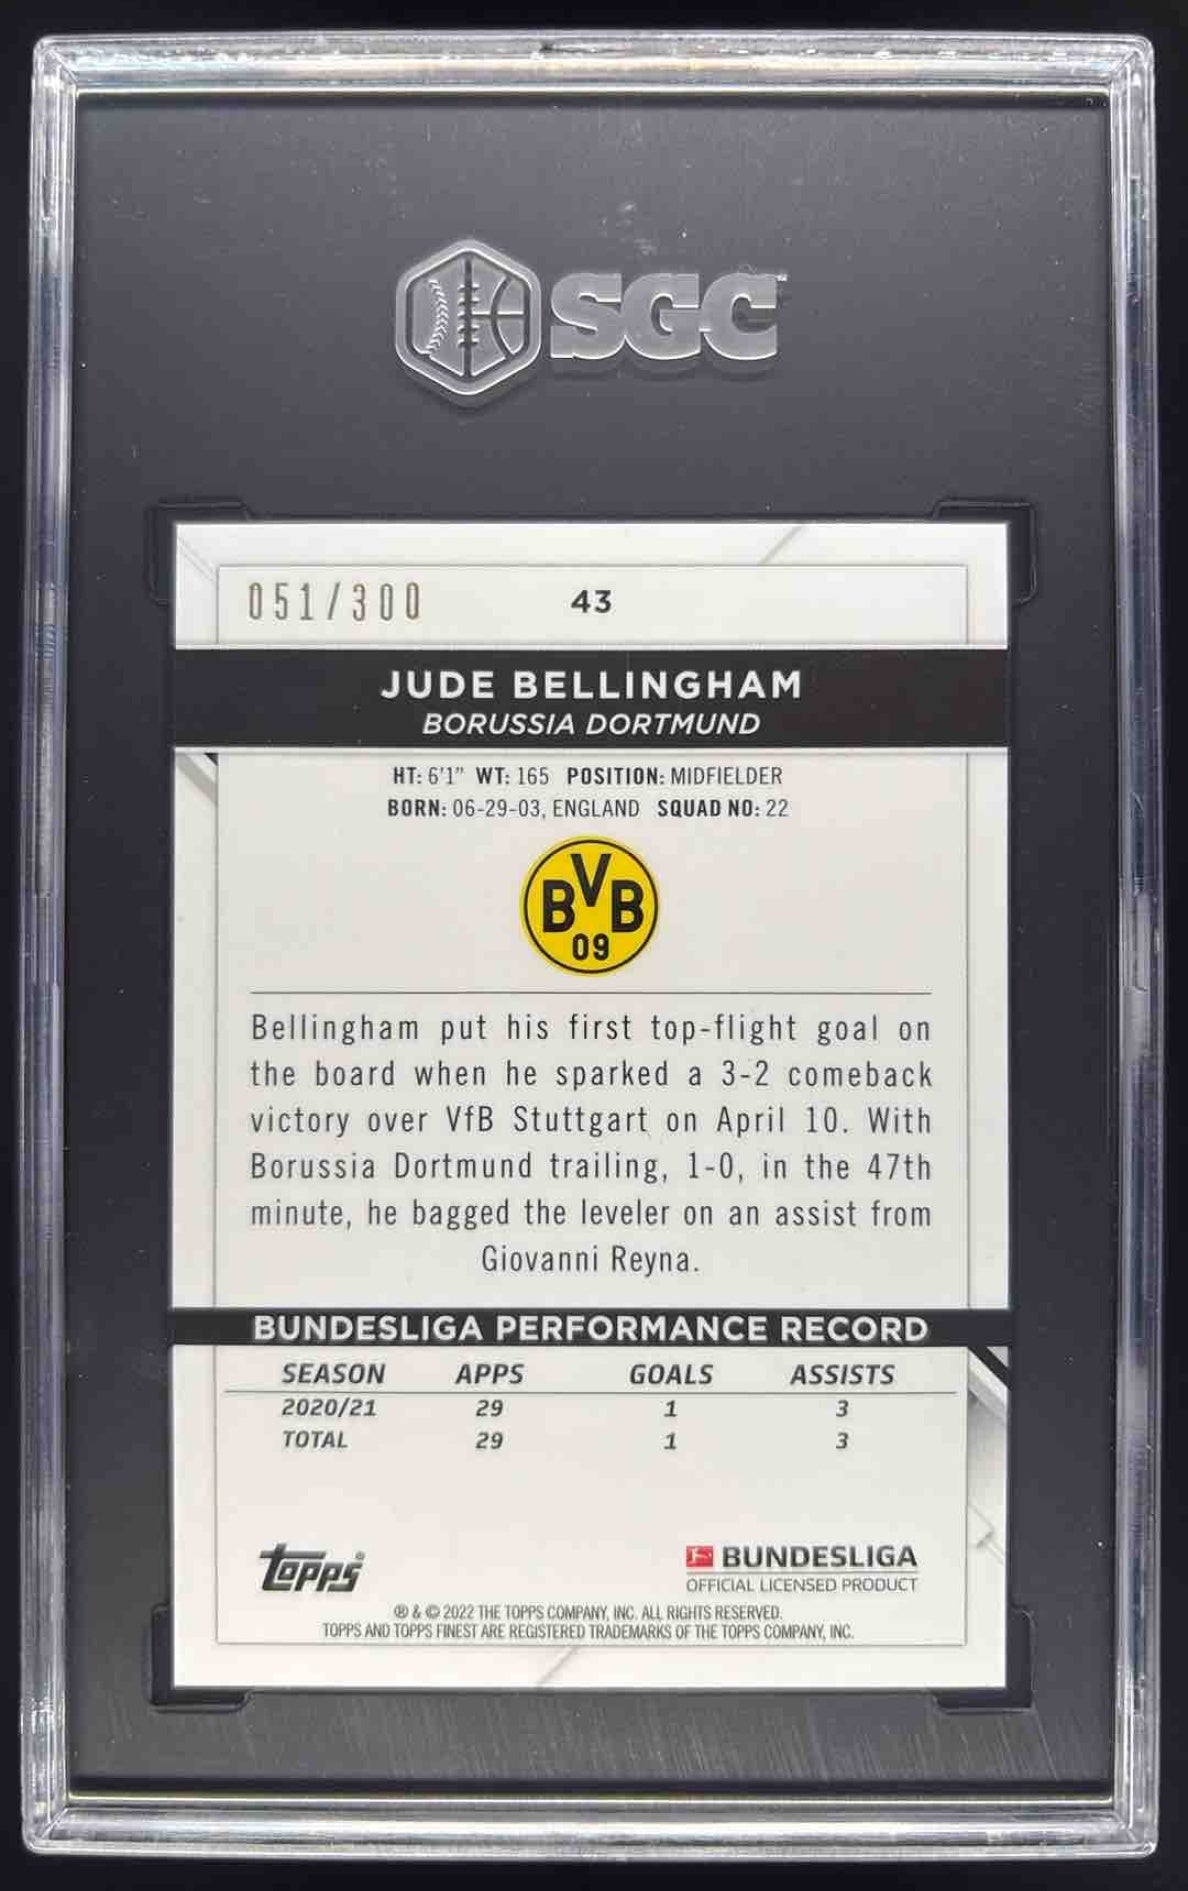 SGC
051/300 43
JUDE BELLINGHAM
BORUSSIA DORTMUND
HT: 6'1" WT: 165 POSITION: MIDFIELDER
BORN: 06-29-03, ENGLAND SQUAD NO: 22
BVB
09
Bellingham put his first top-flight goal on
the board when he sparked a 3-2 comeback
victory over VfB Stuttgart on April 10. With
Borussia Dortmund trailing, 1-0, in the 47th
minute, he bagged the leveler on an assist from
Giovanni Reyna.
BUNDESLIGA PERFORMANCE RECORD
SEASON APPS GOALS ASSISTS
2020/21 29 1 3
TOTAL 29 1 3
topps BUNDESLIGA
OFFICIAL LICENSED PRODUCT
® & © 2022 THE TOPPS COMPANY, INC. ALL RIGHTS RESERVED.
TOPPS AND TOPPS FINEST ARE REGISTERED TRADEMARKS OF THE TOPPS COMPANY, INC.